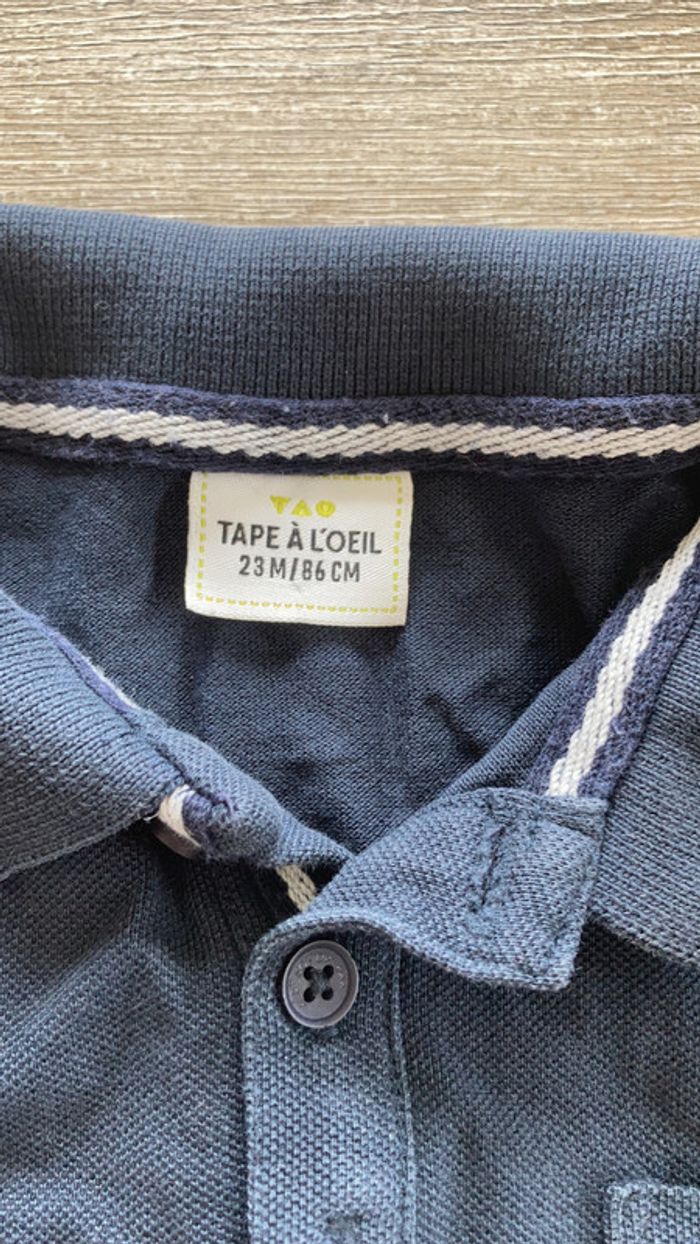 TAO
TAPE À L'OEIL
23M/86CM